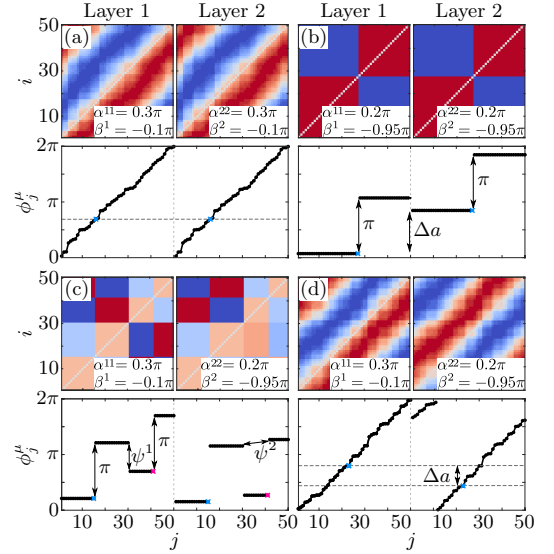 Layer 1 Layer 2 Layer 1 Layer 2
50 (a) (b)
i
30
10
0
α¹¹= 0.3π α²²= 0.3π α¹¹= 0.2π α²²= 0.2π
β¹ = −0.1π β² = −0.1π β¹ = −0.95π β² = −0.95π
2π
π
0
ϕⱼᵘ
π Δa π
50 (c) (d)
i
30
10
0
α¹¹= 0.3π α²²= 0.2π α¹¹= 0.3π α²²= 0.2π
β¹ = −0.1π β² = −0.95π β¹ = −0.1π β² = −0.95π
2π
π
0
ϕⱼᵘ
π ψ¹ π ψ² Δa
10 30 50 10 30 50 10 30 50 10 30 50
j j